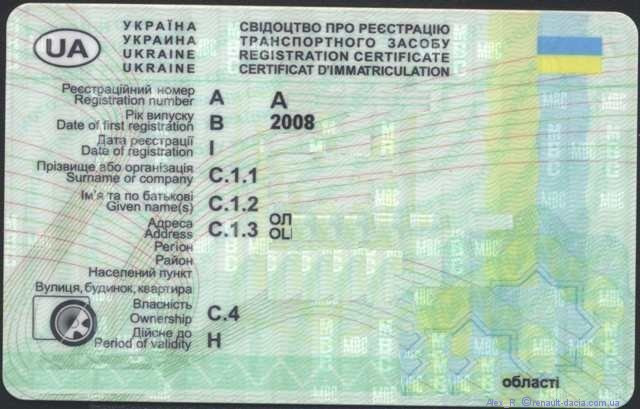 UA
УКРАЇНА
УКРАИНА
UKRAINE
UKRAINE
СВІДОЦТВО ПРО РЕЄСТРАЦІЮ
ТРАНСПОРТНОГО ЗАСОБУ
REGISTRATION CERTIFICATE
CERTIFICAT D'IMMATRICULATION
Реєстраційний номер
Registration number A А
Рік випуску
Date of first registration B 2008
Дата реєстрації
Date of registration I
Прізвище або організація
Surname or company C.1.1
Ім'я та по батькові
Given name(s) C.1.2
Адреса
Address C.1.3 ОЛ
OLI
Регіон
Район
Населений пункт
Вулиця, будинок, квартира
Власність
Ownership C.4
Дійсне до
Period of validity H
області
Alex_R ©renault-dacia.com.ua